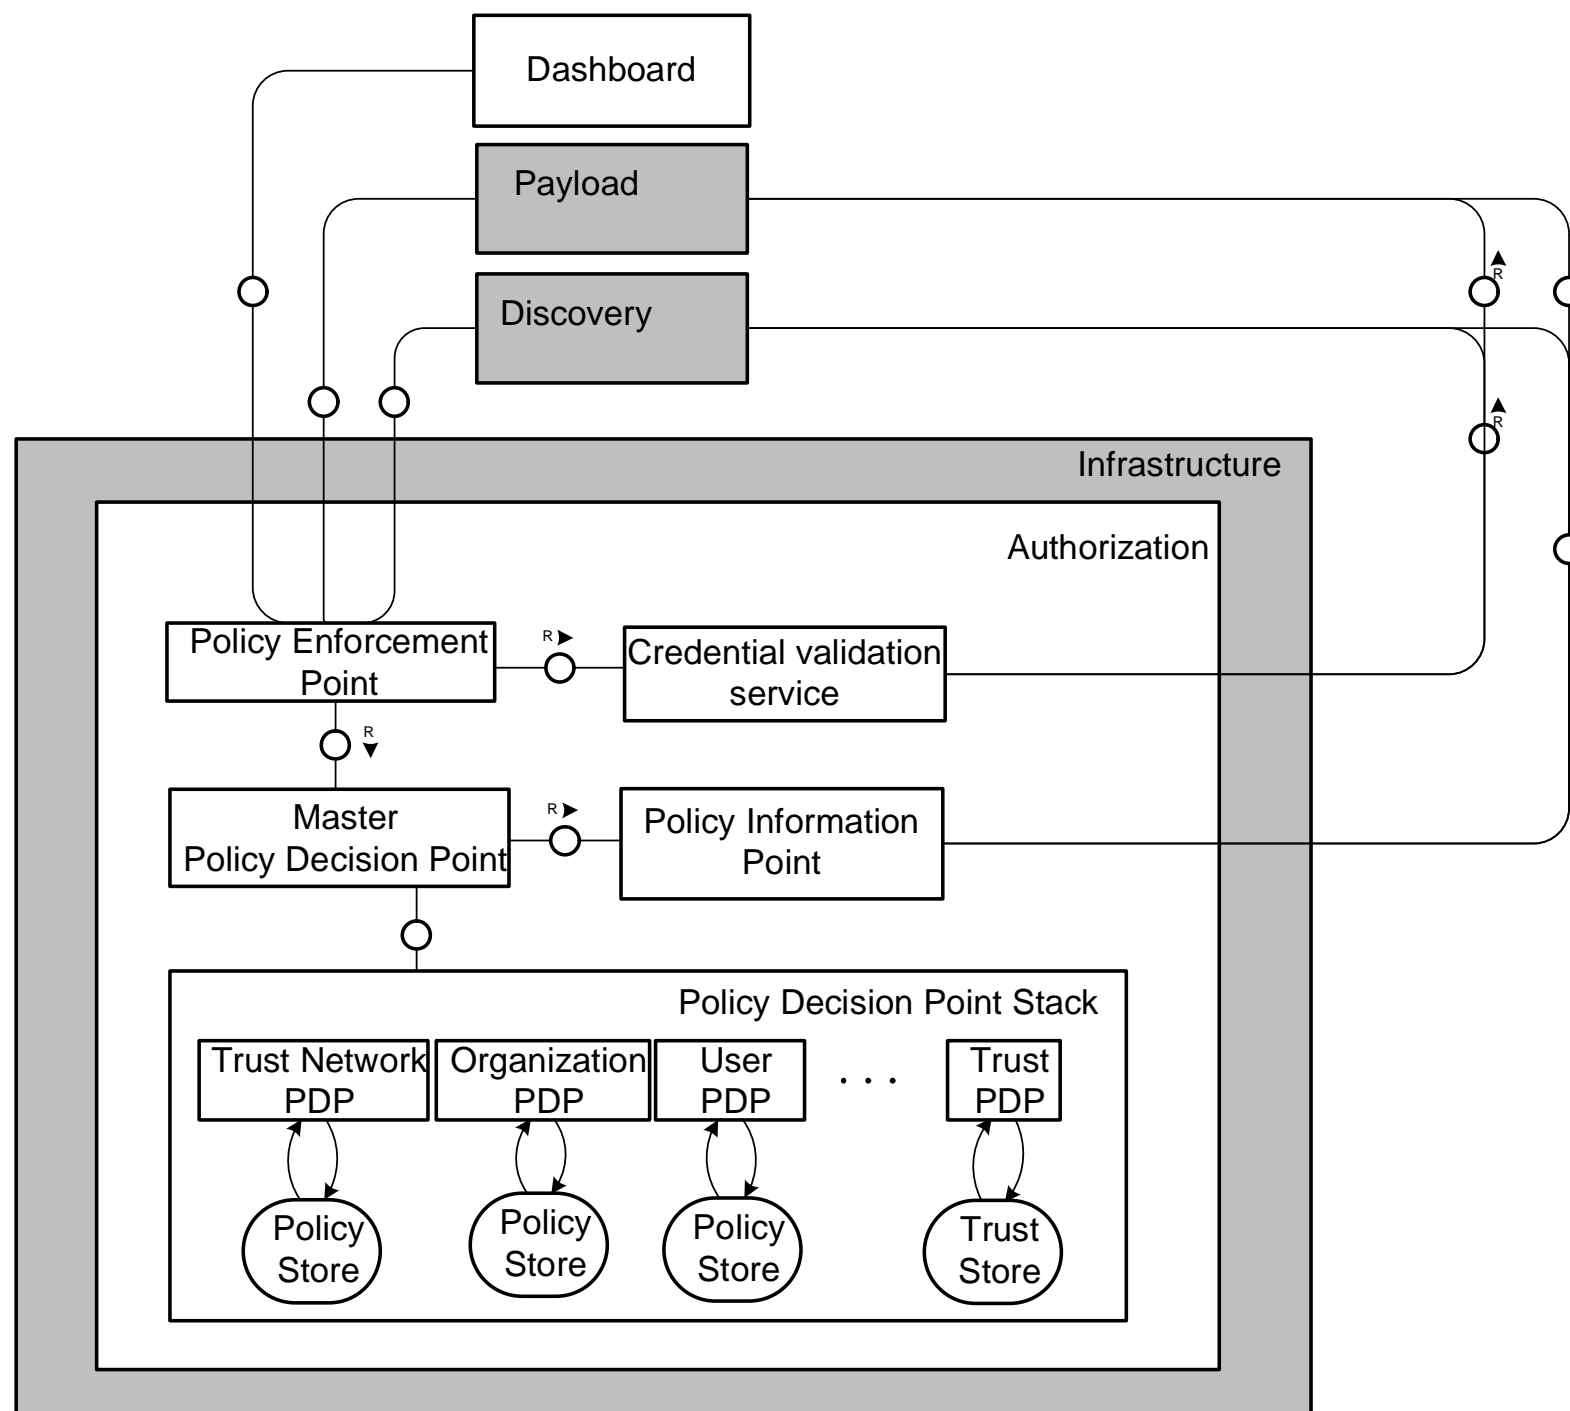 Dashboard
Payload
Discovery
R
R
Infrastructure
Authorization
Policy Enforcement
Point
R
Credential validation
service
R
Master
Policy Decision Point
R
Policy Information
Point
Policy Decision Point Stack
Trust Network
PDP
Organization
PDP
User
PDP
. . .
Trust
PDP
Policy
Store
Policy
Store
Policy
Store
Trust
Store